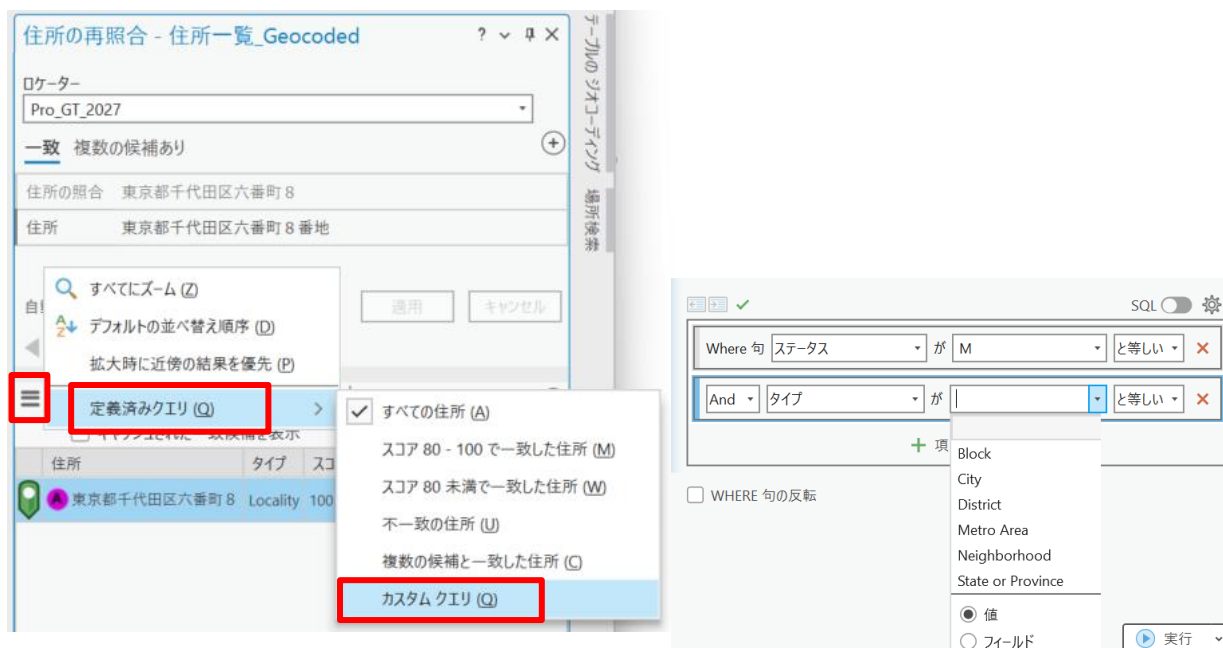 住所の再照合 - 住所一覧_Geocoded
?
ロケーター
Pro_GT_2027
一致 複数の候補あり
住所の照合 東京都千代田区六番町8
住所 東京都千代田区六番町8番地
すべてにズーム (Z)
適用 キャンセル
デフォルトの並べ替え順序 (D)
拡大時に近傍の結果を優先 (P)
定義済みクエリ (Q)
住所 タイプ スコ
A 東京都千代田区六番町8 Locality 100
すべての住所 (A)
スコア 80 - 100 で一致した住所 (M)
スコア 80 未満で一致した住所 (W)
不一致の住所 (U)
複数の候補と一致した住所 (C)
カスタム クエリ (Q)
テーブルの ジオコーディング
場所検索
SQL
Where 句 ステータス が M と等しい
And タイプ が と等しい
項
Block
City
District
Metro Area
Neighborhood
State or Province
値
フィールド
WHERE 句の反転
実行